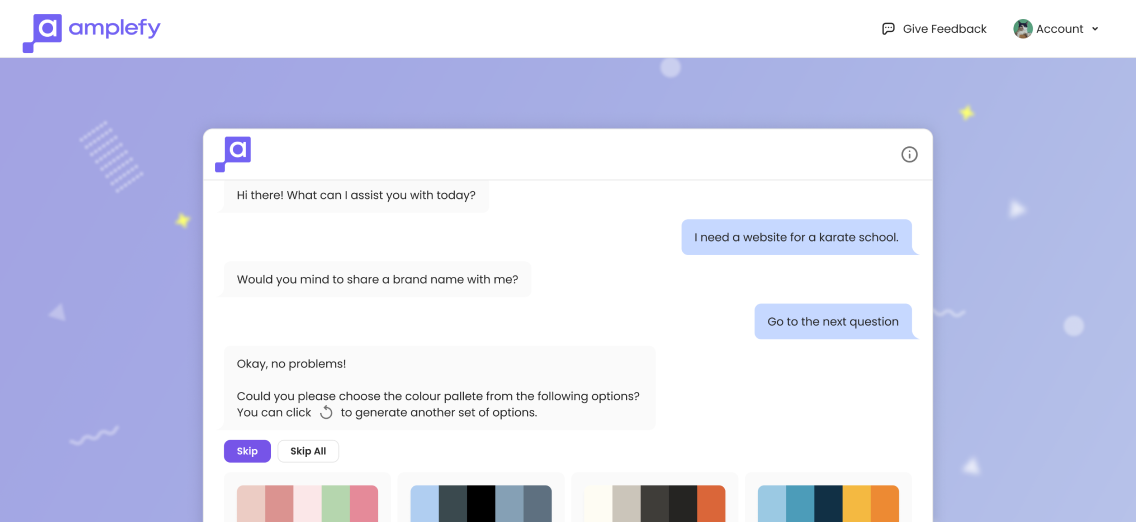 a amplefy
Give Feedback
Account
a
Hi there! What can I assist you with today?
I need a website for a karate school.
Would you mind to share a brand name with me?
Go to the next question
Okay, no problems!
Could you please choose the colour pallete from the following options?
You can click to generate another set of options.
Skip
Skip All